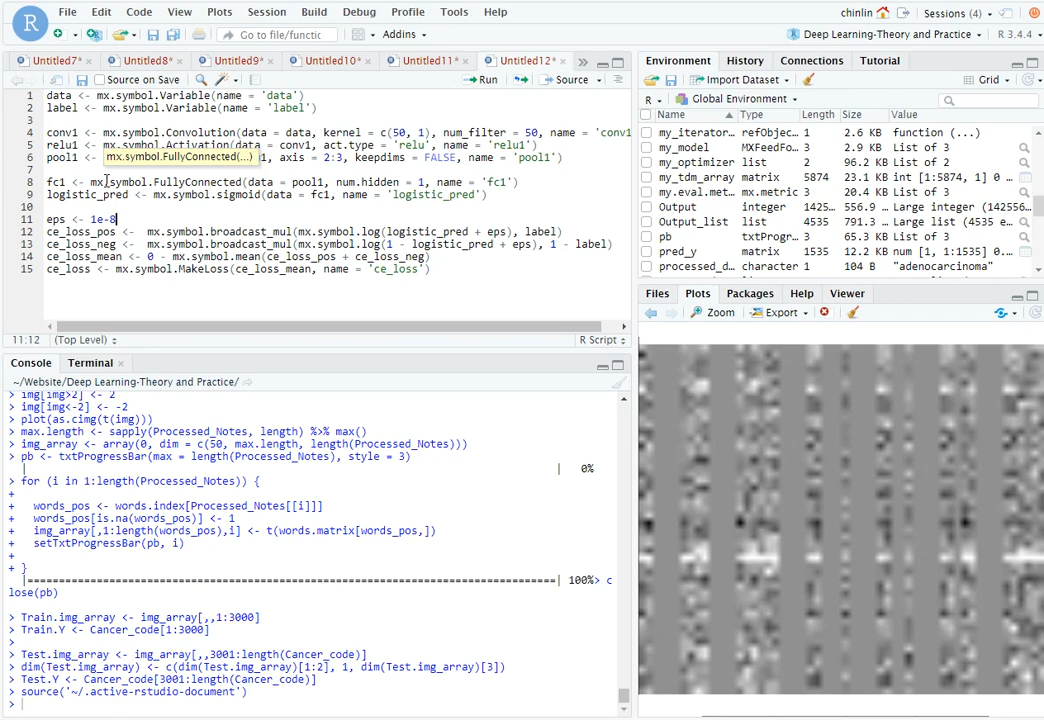 File Edit Code View Plots Session Build Debug Profile Tools Help
chinlin Sessions (4)
R Go to file/functic Addins
Deep Learning-Theory and Practice R 3.4.4
Untitled7* Untitled8* Untitled9* Untitled10* Untitled11* Untitled12*
Source on Save Run Source
1 data <- mx.symbol.Variable(name = 'data')
2 label <- mx.symbol.Variable(name = 'label')
3
4 conv1 <- mx.symbol.Convolution(data = data, kernel = c(50, 1), num_filter = 50, name = 'conv1
5 relu1 <- mx.symbol.Activation(data = conv1, act.type = 'relu', name = 'relu1')
6 pool1 <- mx.symbol.FullyConnected(...) 1, axis = 2:3, keepdims = FALSE, name = 'pool1')
7
8 fc1 <- mx.symbol.FullyConnected(data = pool1, num.hidden = 1, name = 'fc1')
9 logistic_pred <- mx.symbol.sigmoid(data = fc1, name = 'logistic_pred')
10
11 eps <- 1e-8
12 ce_loss_pos <-  mx.symbol.broadcast_mul(mx.symbol.log(logistic_pred + eps), label)
13 ce_loss_neg <- mx.symbol.broadcast_mul(mx.symbol.log(1 - logistic_pred + eps), 1 - label)
14 ce_loss_mean <- 0 - mx.symbol.mean(ce_loss_pos + ce_loss_neg)
15 ce_loss <- mx.symbol.MakeLoss(ce_loss_mean, name = 'ce_loss')
11:12 (Top Level) R Script
Console Terminal
~/Website/Deep Learning-Theory and Practice/
> img[img>2] <- 2
> img[img<-2] <- -2
> plot(as.cimg(t(img)))
> max.length <- sapply(Processed_Notes, length) %>% max()
> img_array <- array(0, dim = c(50, max.length, length(Processed_Notes)))
> pb <- txtProgressBar(max = length(Processed_Notes), style = 3)
| | 0%
> for (i in 1:length(Processed_Notes)) {
+
+ words_pos <- words.index[Processed_Notes[[i]]]
+ words_pos[is.na(words_pos)] <- 1
+ img_array[,1:length(words_pos),i] <- t(words.matrix[words_pos,])
+ setTxtProgressBar(pb, i)
+
+ }
|===========================================================================| 100%> c
lose(pb)
> Train.img_array <- img_array[,,1:3000]
> Train.Y <- Cancer_code[1:3000]
>
> Test.img_array <- img_array[,,3001:length(Cancer_code)]
> dim(Test.img_array) <- c(dim(Test.img_array)[1:2], 1, dim(Test.img_array)[3])
> Test.Y <- Cancer_code[3001:length(Cancer_code)]
> source('~/.active-rstudio-document')
>
Environment History Connections Tutorial
Import Dataset Grid
R Global Environment
Name Type Length Size Value
my_iterator… refObjec… 1 2.6 KB function (...)
my_model MXFeedFo… 3 2.9 KB List of 3
my_optimizer list 2 96.2 KB List of 2
my_tdm_array matrix 5874 23.1 KB int [1:5874, 1]
my.eval.met… mx.metric 3 20.4 KB List of 3
Output integer 1425… 556.9 … Large integer (142556…
Output_list list 4535 791.3 … Large list (4535 e…
pb txtProgr… 3 65.3 KB List of 3
pred_y matrix 1535 12.2 KB num [1, 1:1535] 0.…
processed_d… character 1 104 B "adenocarcinoma"
Files Plots Packages Help Viewer
Zoom Export